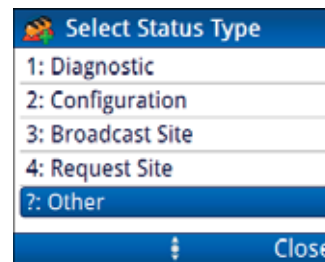 Select Status Type
1: Diagnostic
2: Configuration
3: Broadcast Site
4: Request Site
?: Other
Close